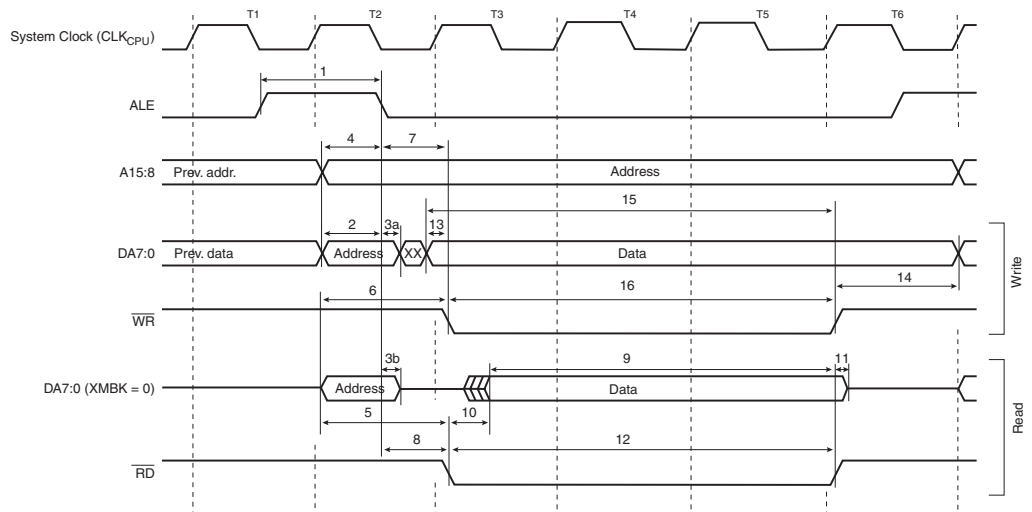 T1 T2 T3 T4 T5 T6
System Clock (CLKCPU)
1
ALE
4 7
A15:8 Prev. addr. Address
15
2 3a 13
DA7:0 Prev. data Address XX Data
14
6 16
WR
Write
3b 9 11
DA7:0 (XMBK = 0) Address Data
5 10
8 12
RD
Read